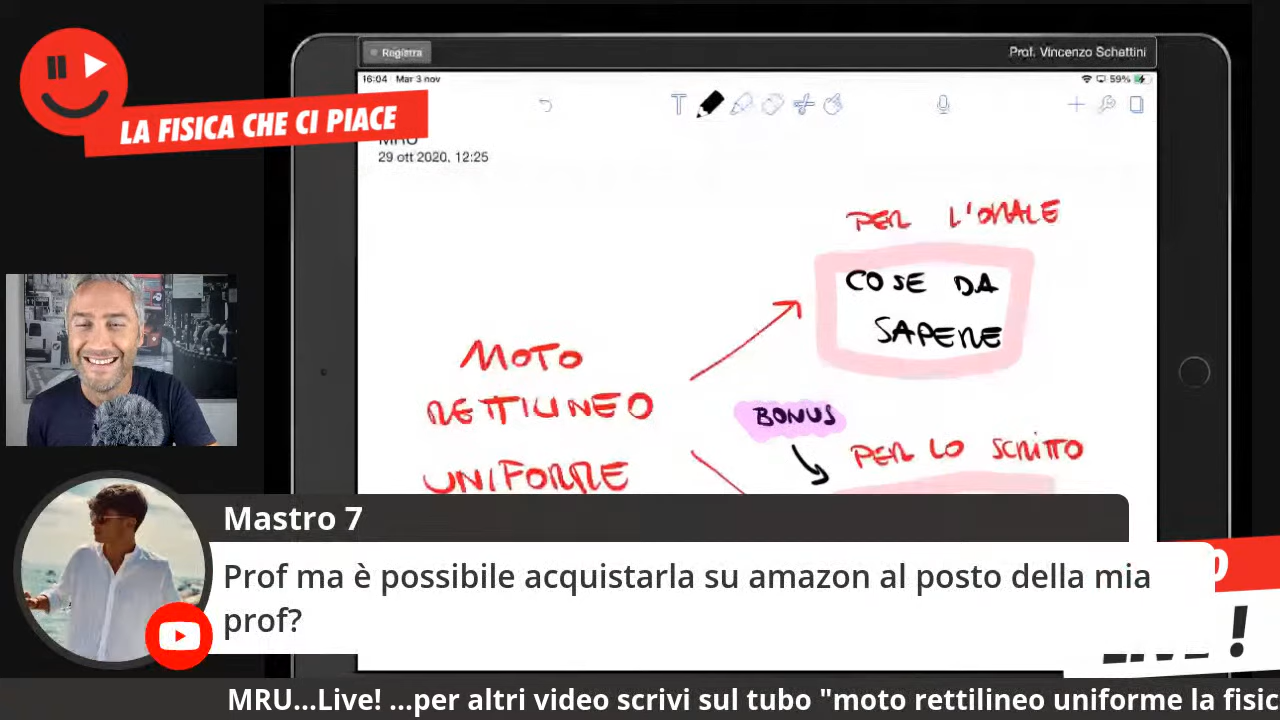 Registra
Prof. Vincenzo Schettini
16:04 Mar 3 nov
59%
LA FISICA CHE CI PIACE
MRU
29 ott 2020, 12:25
PER L'ORALE
COSE DA
SAPERE
MOTO
RETTILINEO
UNIFORME
BONUS
PER LO SCRITTO
Mastro 7
Prof ma è possibile acquistarla su amazon al posto della mia
prof?
LIVE !
MRU...Live! ...per altri video scrivi sul tubo "moto rettilineo uniforme la fisic